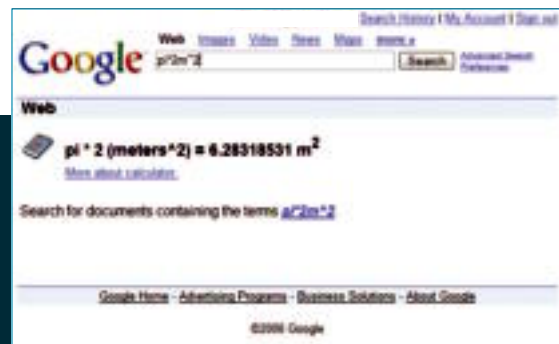 Search History | My Account | Sign out
Web Images Video News Maps more »
Google pi*2m^2 Search Advanced Search
Preferences
Web
pi * 2 (meters^2) = 6.28318531 m²
More about calculator.
Search for documents containing the terms pi*2m^2
Google Home - Advertising Programs - Business Solutions - About Google
©2006 Google